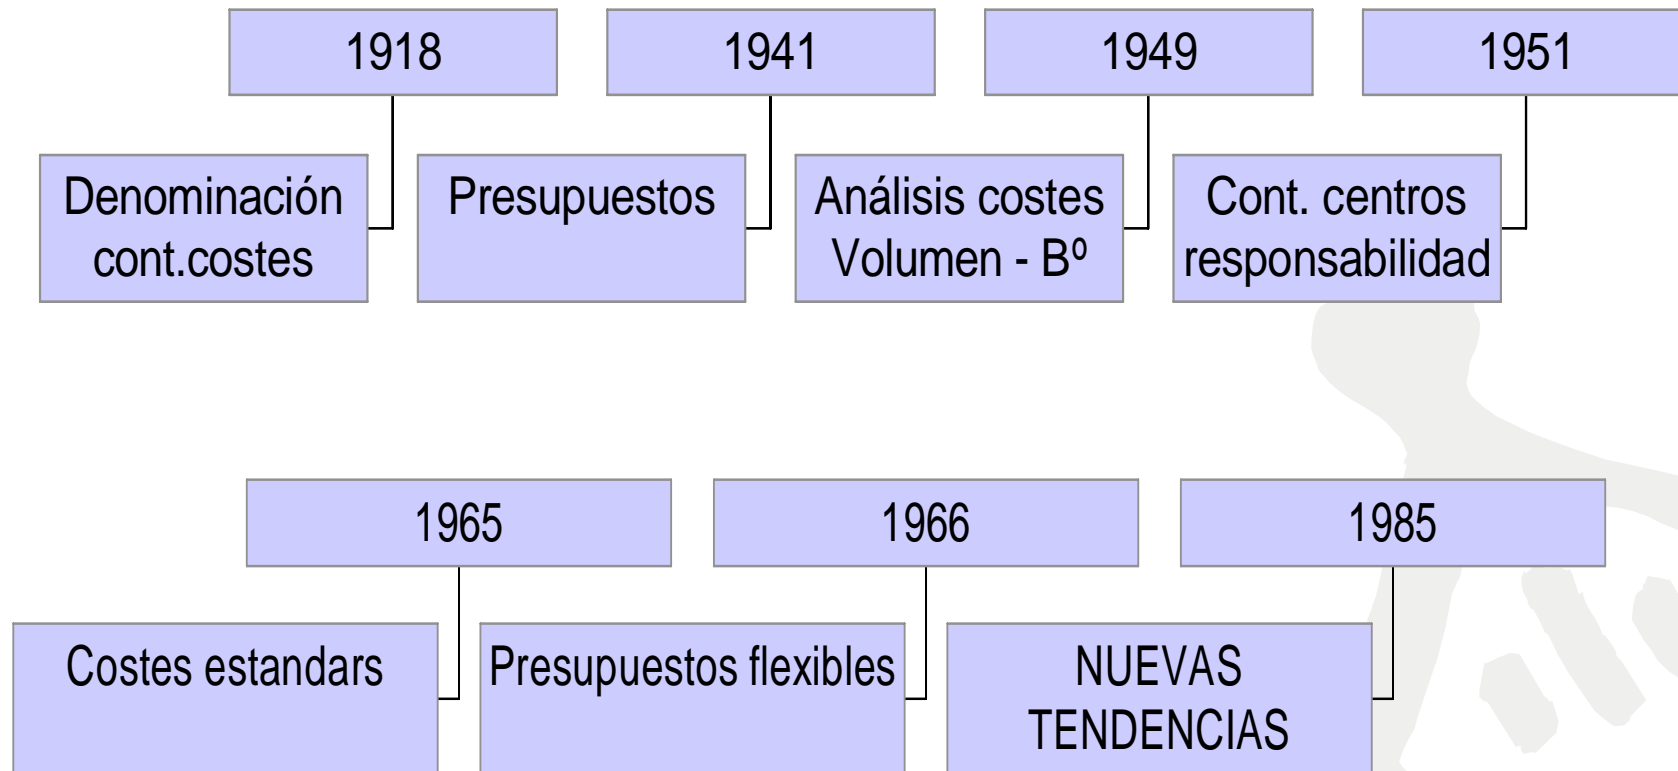 1918
1941
1949
1951
Denominación
cont.costes
Presupuestos
Análisis costes
Volumen - Bº
Cont. centros
responsabilidad
1965
1966
1985
Costes estandars
Presupuestos flexibles
NUEVAS
TENDENCIAS